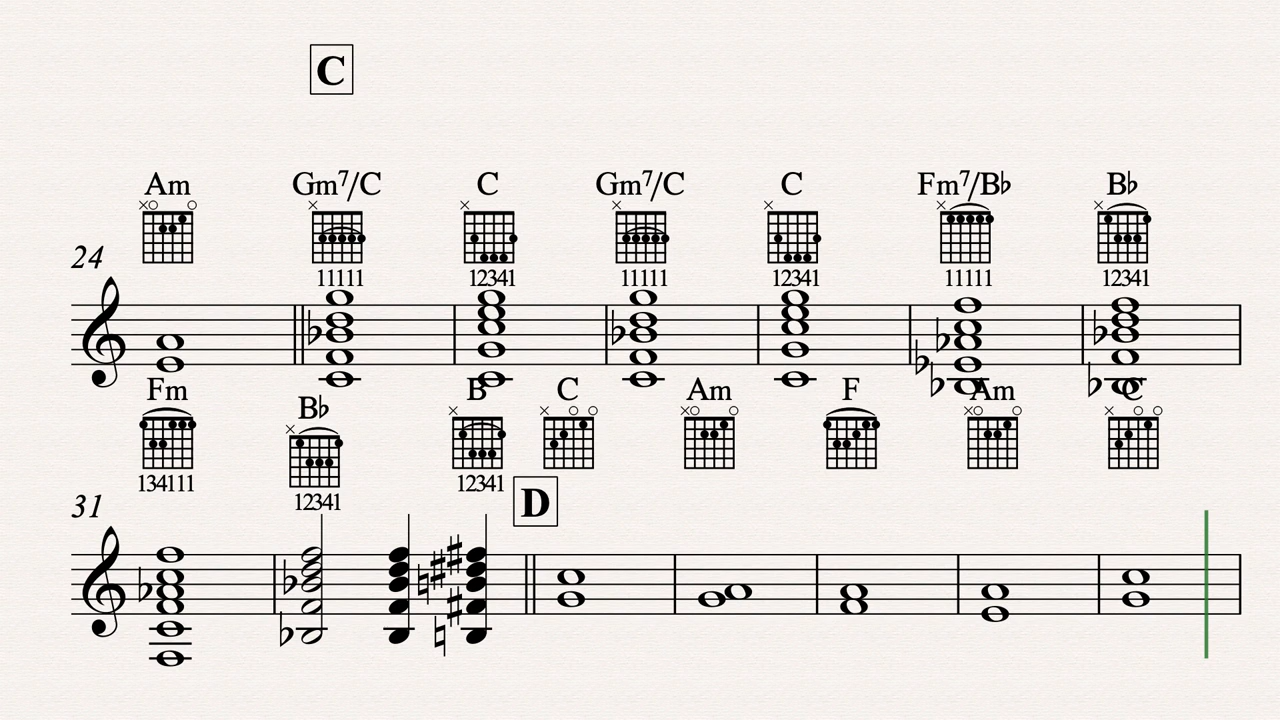 C
Am Gm7/C C Gm7/C C Fm7/B♭ B♭
24
11111 12341 11111 12341 11111 12341
Fm B♭ B C Am F Am C
134111 12341 12341
31
D